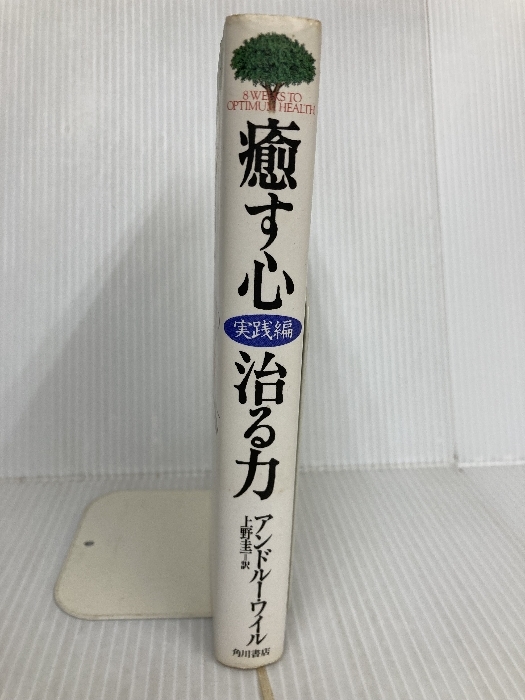 8 WEEKS TO
OPTIMUM HEALTH
癒す心
実践編
治る力
アンドルー・ワイル
上野圭一=訳
角川書店